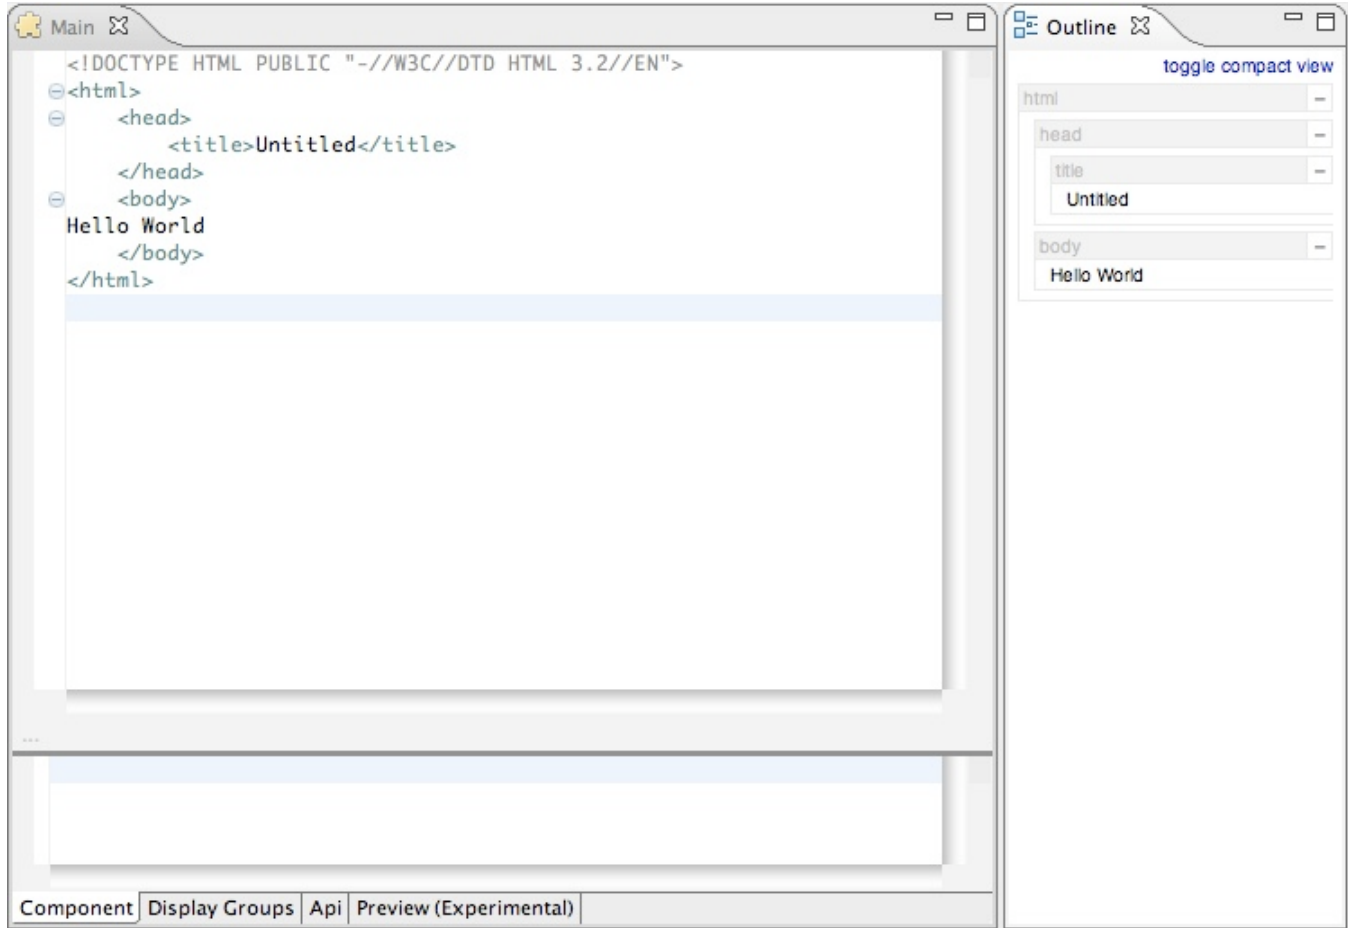 Main
<!DOCTYPE HTML PUBLIC "-//W3C//DTD HTML 3.2//EN">
<html>
<head>
<title>Untitled</title>
</head>
<body>
Hello World
</body>
</html>
...
Component Display Groups Api Preview (Experimental)
Outline
toggle compact view
html
head
title
Untitled
body
Hello World